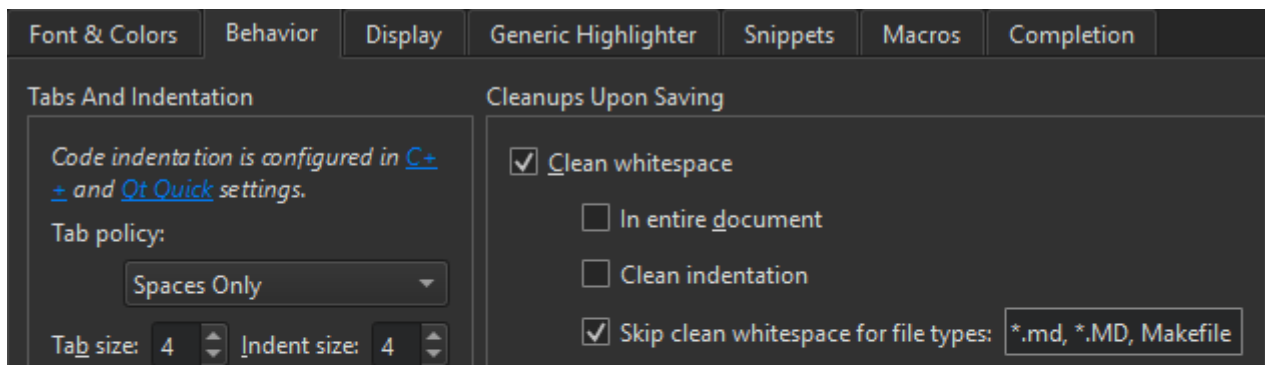 Font & Colors Behavior Display Generic Highlighter Snippets Macros Completion
Tabs And Indentation
Code indentation is configured in C+
+ and Qt Quick settings.
Tab policy:
Spaces Only
Tab size: 4 Indent size: 4
Cleanups Upon Saving
Clean whitespace
In entire document
Clean indentation
Skip clean whitespace for file types: *.md, *.MD, Makefile